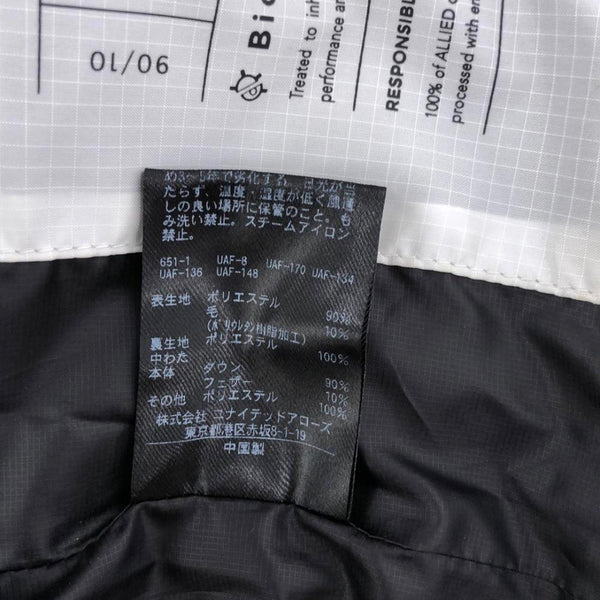 90/10
Bio
Treated to inh
performance an
RESPONSIBL
100% of ALLIED
processed with e
たらず、温度・湿度が低く風通
しの良い場所に保管のこと。も
み洗い禁止。スチームアイロン
禁止。
651-1 UAF-8 UAF-170 UAF-134
UAF-136 UAF-148
表生地 ポリエステル 90%
毛 10%
(ポリウレタン樹脂加工)
裏生地 ポリエステル 100%
中わた
本体 ダウン 90%
フェザー 10%
その他 ポリエステル 100%
株式会社 ユナイテッドアローズ
東京都港区赤坂8-1-19
中国製